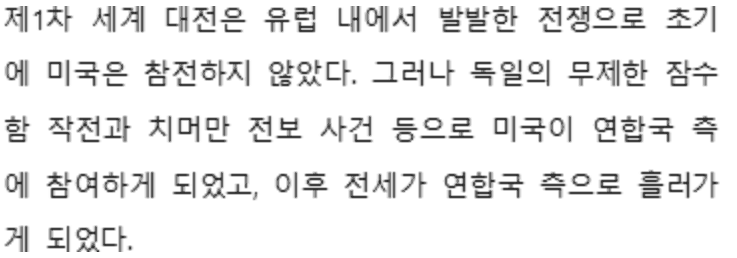 제1차 세계 대전은 유럽 내에서 발발한 전쟁으로 초기
에 미국은 참전하지 않았다. 그러나 독일의 무제한 잠수
함 작전과 치머만 전보 사건 등으로 미국이 연합국 측
에 참여하게 되었고, 이후 전세가 연합국 측으로 흘러가
게 되었다.